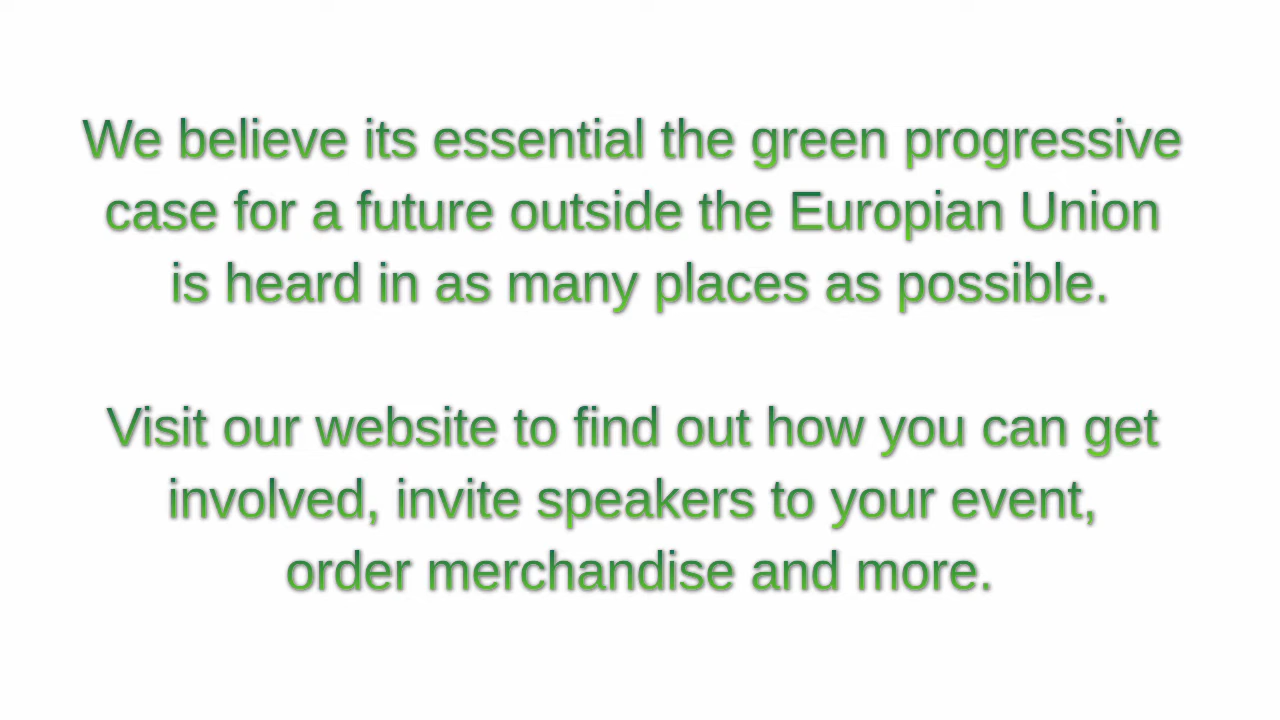 We believe its essential the green progressive
case for a future outside the Europian Union
is heard in as many places as possible.
Visit our website to find out how you can get
involved, invite speakers to your event,
order merchandise and more.